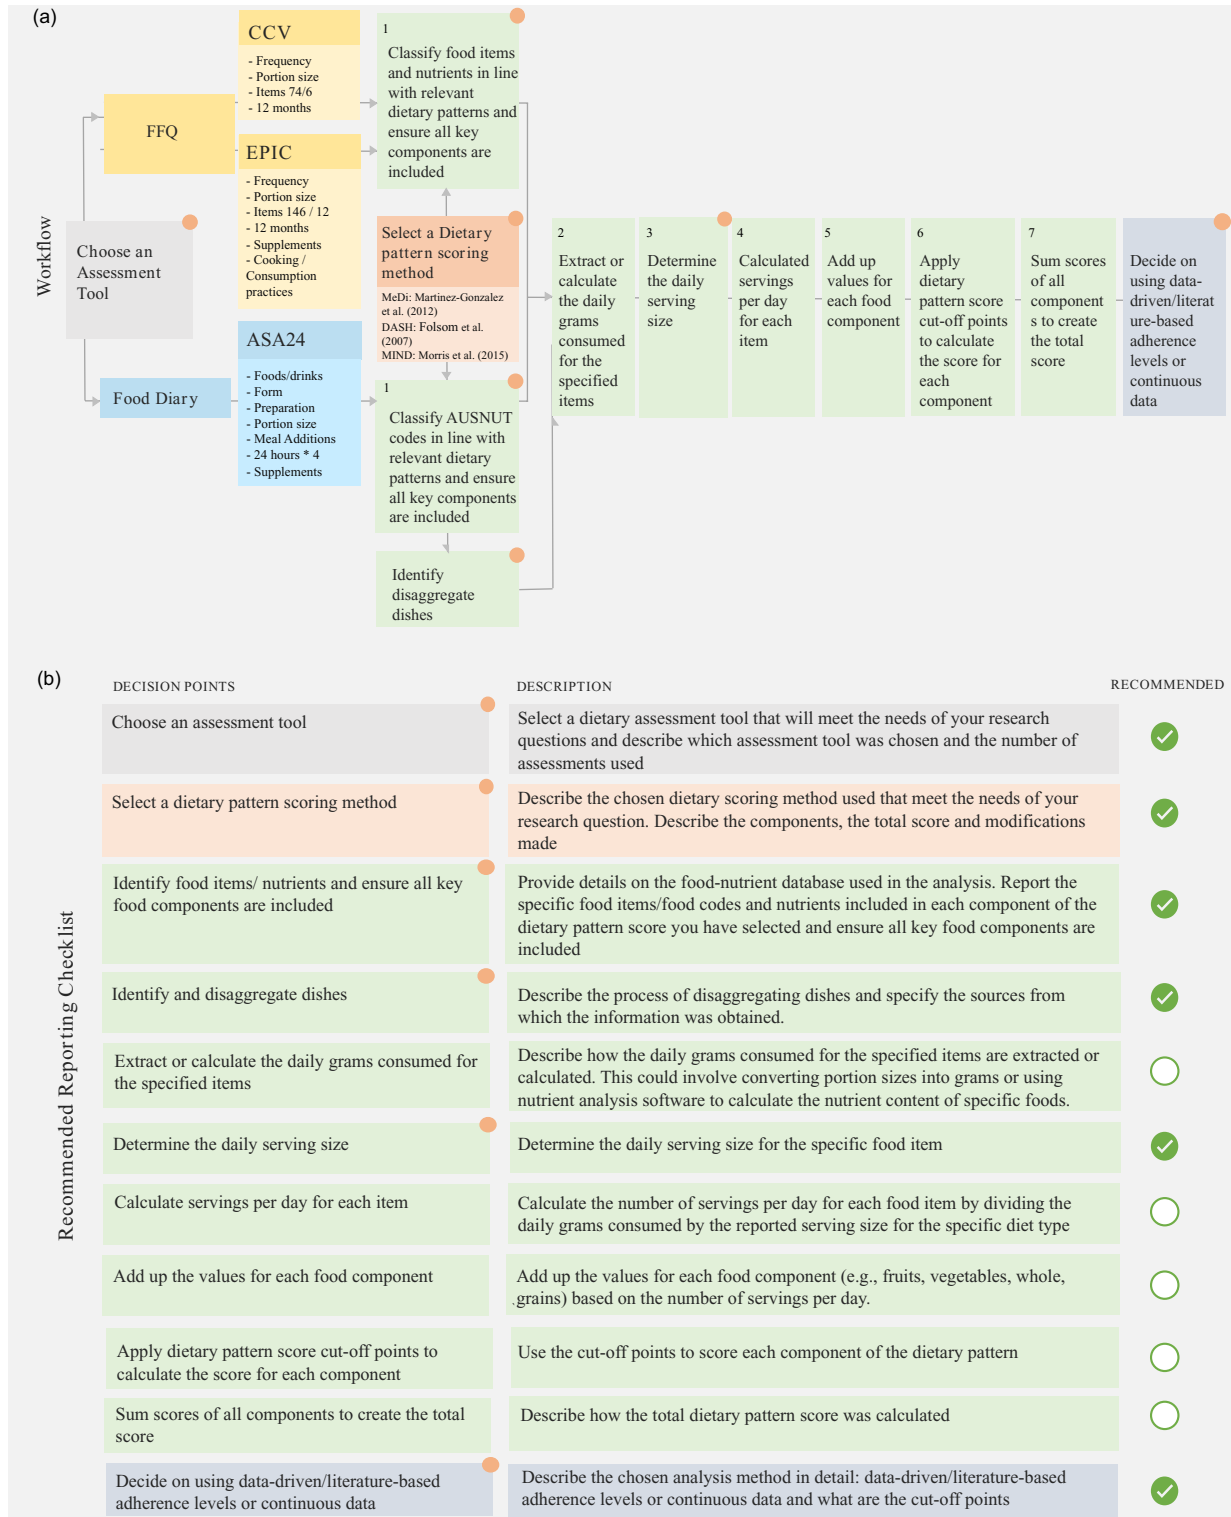 (a)
Workflow
Choose an
Assessment
Tool
FFQ
Food Diary
CCV
- Frequency
- Portion size
- Items 74/6
- 12 months
EPIC
- Frequency
- Portion size
- Items 146 / 12
- 12 months
- Supplements
- Cooking /
Consumption
practices
ASA24
- Foods/drinks
- Form
- Preparation
- Portion size
- Meal Additions
- 24 hours * 4
- Supplements
1
Classify food items
and nutrients in line
with relevant
dietary patterns and
ensure all key
components are
included
Select a Dietary
pattern scoring
method
MeDi: Martinez-Gonzalez
et al. (2012)
DASH: Folsom et al.
(2007)
MIND: Morris et al. (2015)
1
Classify AUSNUT
codes in line with
relevant dietary
patterns and ensure
all key components
are included
Identify
disaggregate
dishes
2
Extract or
calculate
the daily
grams
consumed
for the
specified
items
3
Determine
the daily
serving
size
4
Calculated
servings
per day
for each
item
5
Add up
values for
each food
component
6
Apply
dietary
pattern score
cut-off points
to calculate
the score for
each
component
7
Sum scores
of all
component
s to create
the total
score
Decide on
using data-
driven/literat
ure-based
adherence
levels or
continuous
data
(b)
Recommended Reporting Checklist
DECISION POINTS
DESCRIPTION
RECOMMENDED
Choose an assessment tool
Select a dietary assessment tool that will meet the needs of your research
questions and describe which assessment tool was chosen and the number of
assessments used
Select a dietary pattern scoring method
Describe the chosen dietary scoring method used that meet the needs of your
research question. Describe the components, the total score and modifications
made
Identify food items/ nutrients and ensure all key
food components are included
Provide details on the food-nutrient database used in the analysis. Report the
specific food items/food codes and nutrients included in each component of the
dietary pattern score you have selected and ensure all key food components are
included
Identify and disaggregate dishes
Describe the process of disaggregating dishes and specify the sources from
which the information was obtained.
Extract or calculate the daily grams consumed for
the specified items
Describe how the daily grams consumed for the specified items are extracted or
calculated. This could involve converting portion sizes into grams or using
nutrient analysis software to calculate the nutrient content of specific foods.
Determine the daily serving size
Determine the daily serving size for the specific food item
Calculate servings per day for each item
Calculate the number of servings per day for each food item by dividing the
daily grams consumed by the reported serving size for the specific diet type
Add up the values for each food component
Add up the values for each food component (e.g., fruits, vegetables, whole,
.grains) based on the number of servings per day.
Apply dietary pattern score cut-off points to
calculate the score for each component
Use the cut-off points to score each component of the dietary pattern
Sum scores of all components to create the total
score
Describe how the total dietary pattern score was calculated
Decide on using data-driven/literature-based
adherence levels or continuous data
Describe the chosen analysis method in detail: data-driven/literature-based
adherence levels or continuous data and what are the cut-off points